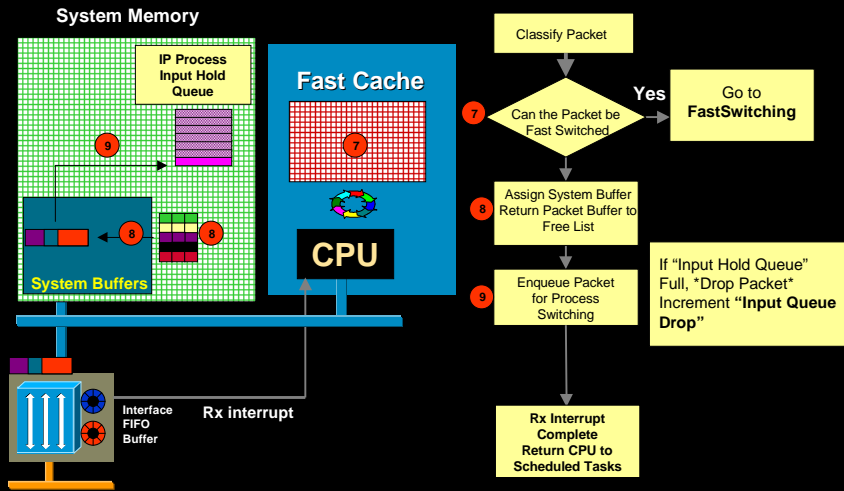 System Memory
IP Process
Input Hold
Queue
9
8
8
System Buffers
Fast Cache
7
CPU
Interface
FIFO
Buffer
Rx interrupt
Classify Packet
7
Can the Packet be
Fast Switched
Yes
Go to
FastSwitching
8
Assign System Buffer
Return Packet Buffer to
Free List
9
Enqueue Packet
for Process
Switching
If “Input Hold Queue”
Full, *Drop Packet*
Increment “Input Queue
Drop”
Rx Interrupt
Complete
Return CPU to
Scheduled Tasks